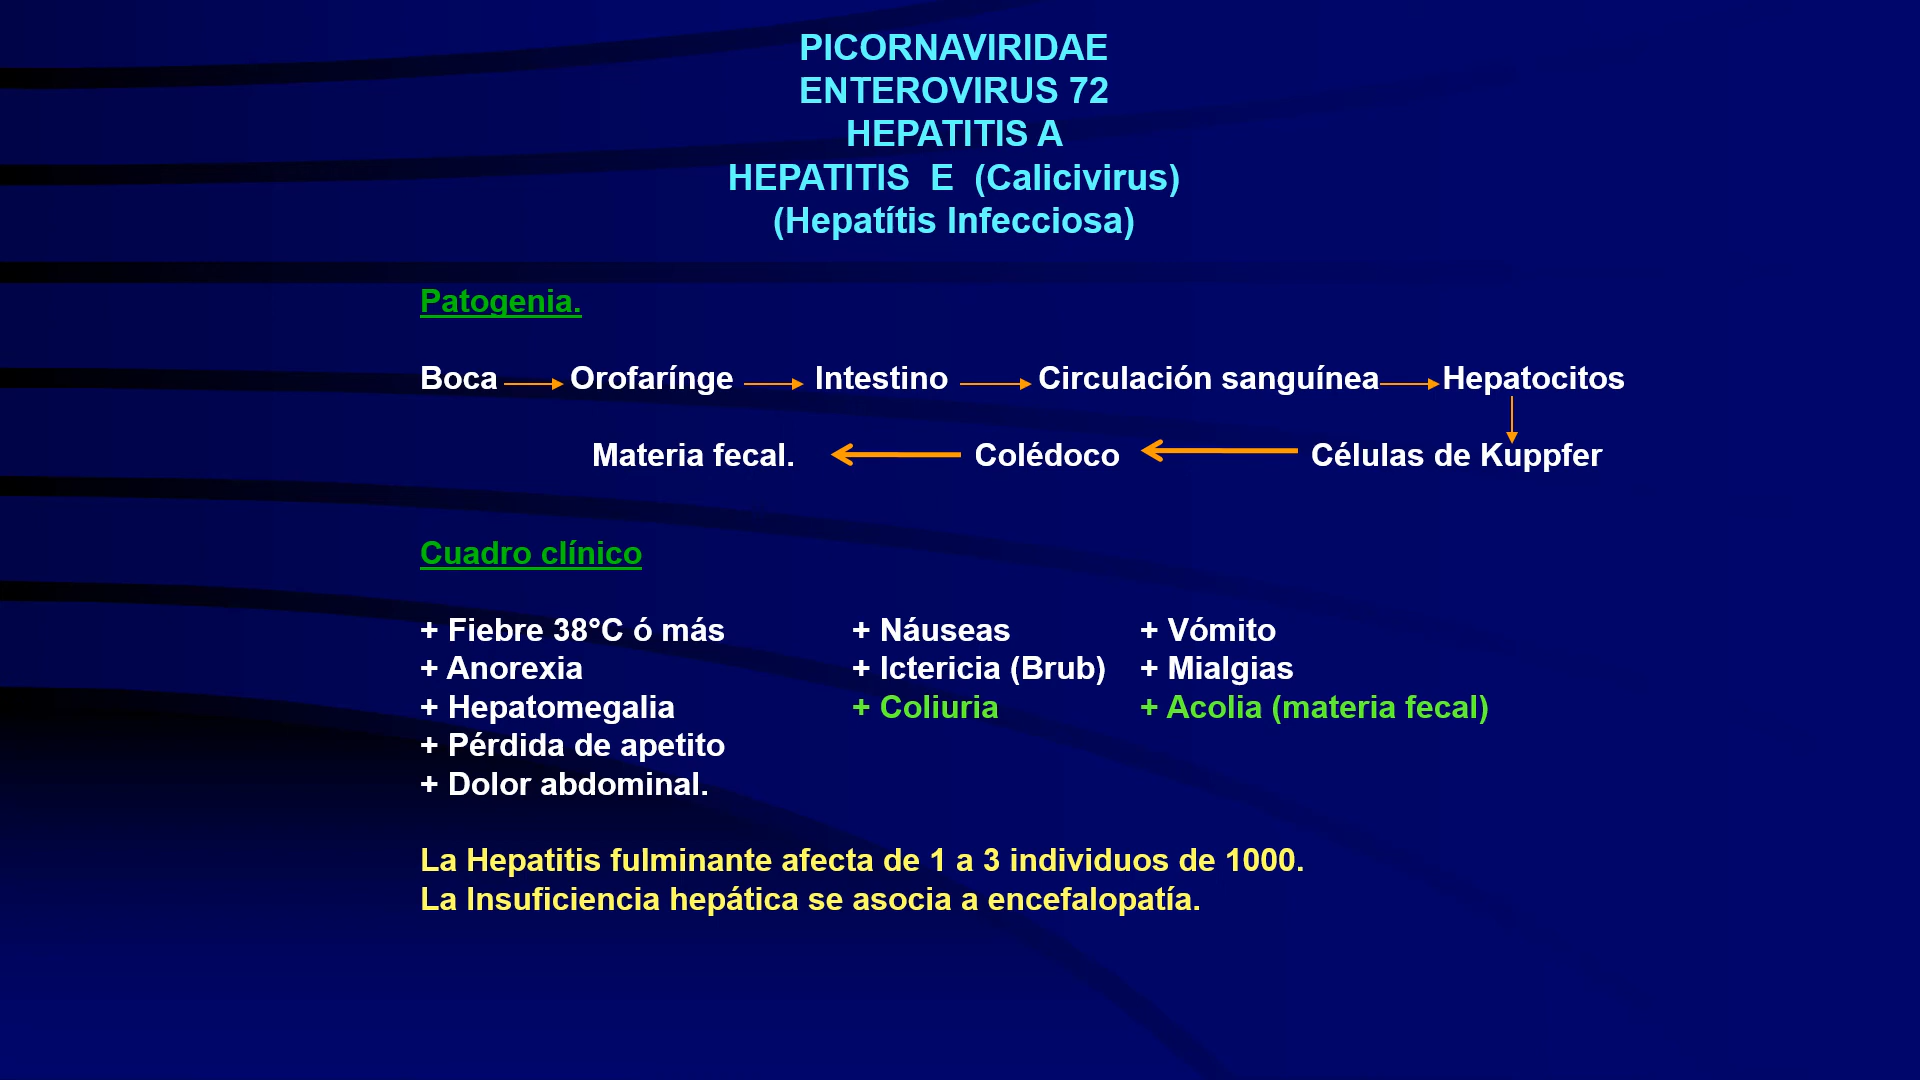 PICORNAVIRIDAE
ENTEROVIRUS 72
HEPATITIS A
HEPATITIS E (Calicivirus)
(Hepatítis Infecciosa)
Patogenia.
Boca Orofarínge Intestino Circulación sanguínea Hepatocitos
Materia fecal. Colédoco Células de Kuppfer
Cuadro clínico
+ Fiebre 38°C ó más + Náuseas + Vómito
+ Anorexia + Ictericia (Brub) + Mialgias
+ Hepatomegalia + Coliuria + Acolia (materia fecal)
+ Pérdida de apetito
+ Dolor abdominal.
La Hepatitis fulminante afecta de 1 a 3 individuos de 1000.
La Insuficiencia hepática se asocia a encefalopatía.